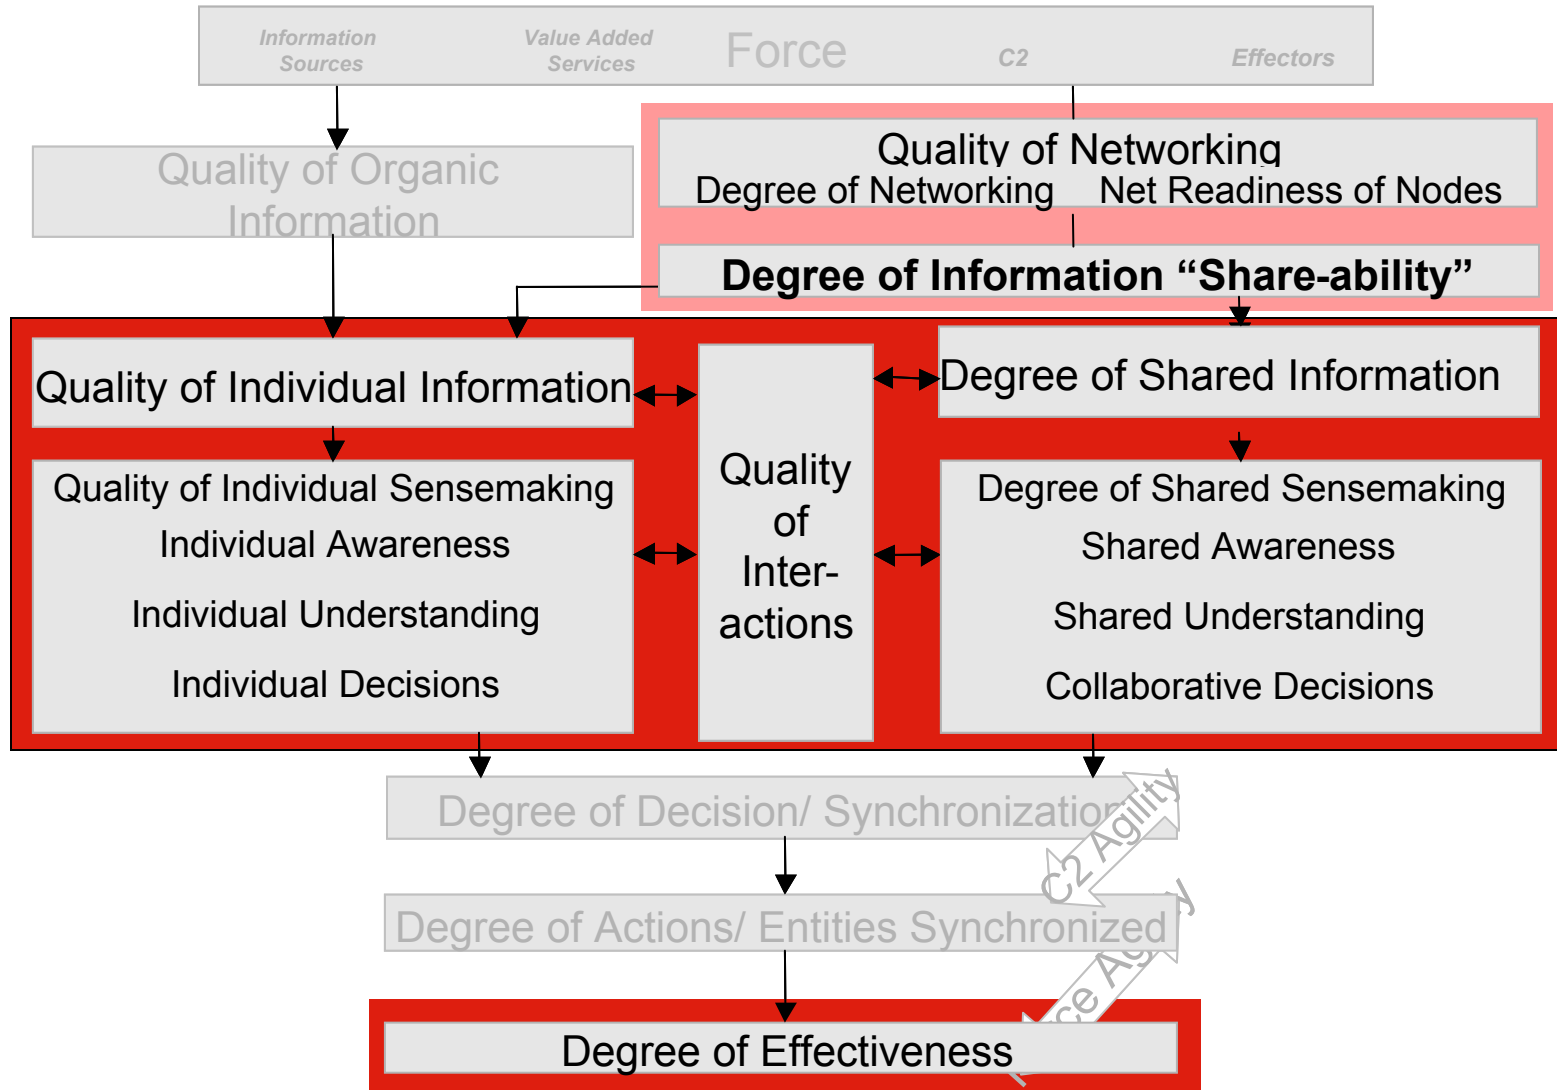 Information
Sources
Value Added
Services
Force
C2
Effectors
Quality of Organic
Information
Quality of Networking
Degree of Networking
Net Readiness of Nodes
Degree of Information “Share-ability”
Quality of Individual Information
Degree of Shared Information
Quality of Individual Sensemaking
Individual Awareness
Individual Understanding
Individual Decisions
Quality
of
Inter-
actions
Degree of Shared Sensemaking
Shared Awareness
Shared Understanding
Collaborative Decisions
Degree of Decision/ Synchronization
C2 Agility
Degree of Actions/ Entities Synchronized
Degree of Effectiveness